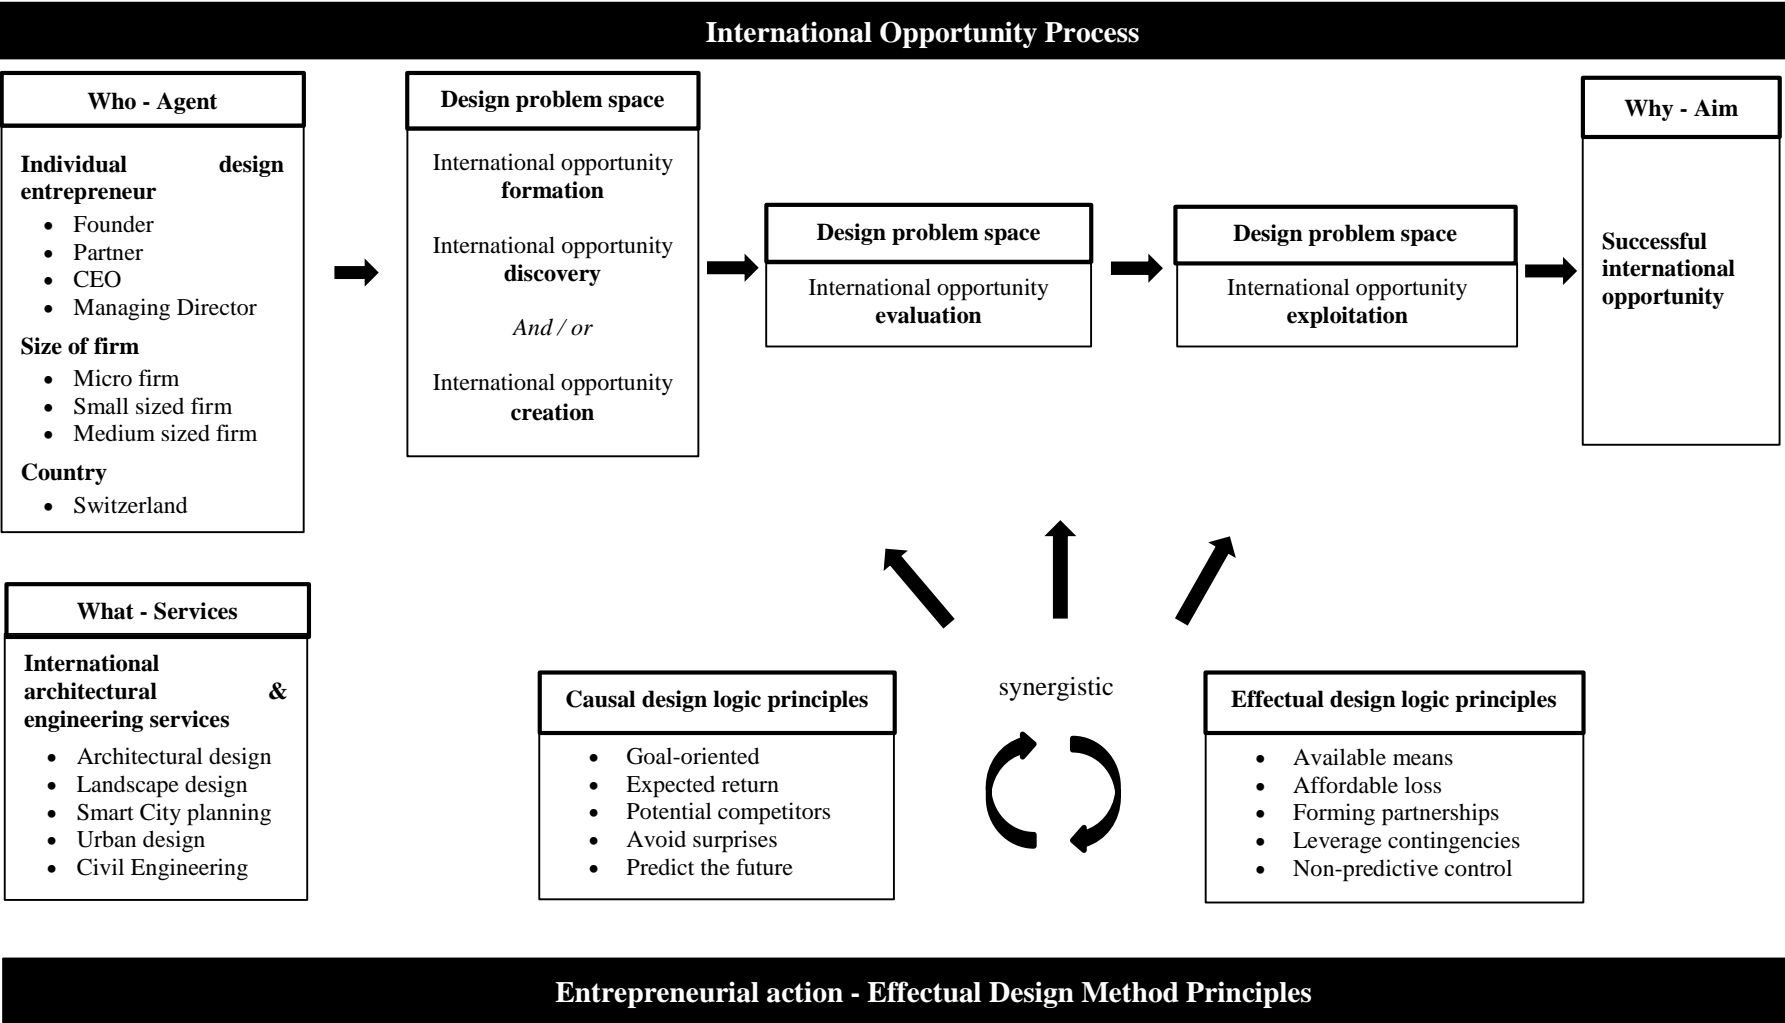 International Opportunity Process
Who - Agent
Individual design
entrepreneur
• Founder
• Partner
• CEO
• Managing Director
Size of firm
• Micro firm
• Small sized firm
• Medium sized firm
Country
• Switzerland
Design problem space
International opportunity
formation
International opportunity
discovery
And / or
International opportunity
creation
Design problem space
International opportunity
evaluation
Design problem space
International opportunity
exploitation
Why - Aim
Successful
international
opportunity
What - Services
International
architectural &
engineering services
• Architectural design
• Landscape design
• Smart City planning
• Urban design
• Civil Engineering
Causal design logic principles
• Goal-oriented
• Expected return
• Potential competitors
• Avoid surprises
• Predict the future
synergistic
Effectual design logic principles
• Available means
• Affordable loss
• Forming partnerships
• Leverage contingencies
• Non-predictive control
Entrepreneurial action - Effectual Design Method Principles